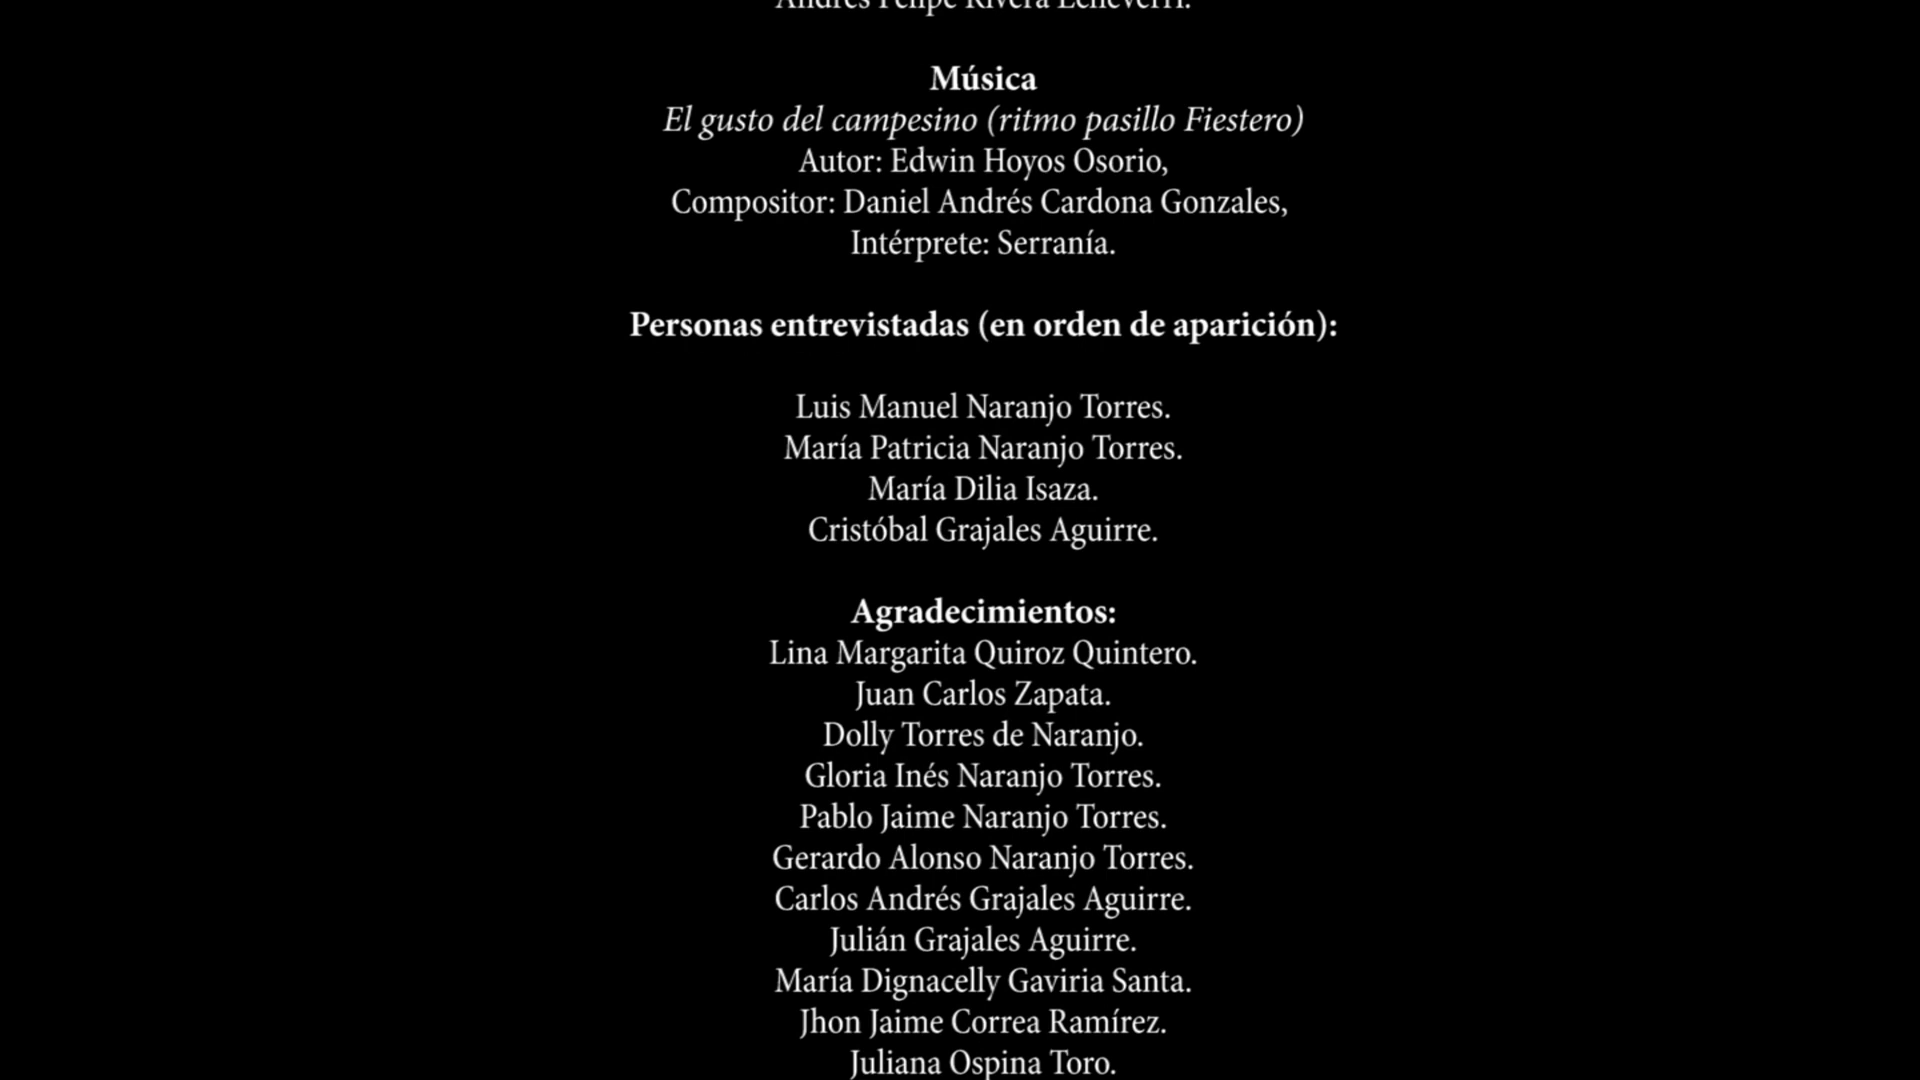 Andrés Felipe Rivera Echeverri.
Música
El gusto del campesino (ritmo pasillo Fiestero)
Autor: Edwin Hoyos Osorio,
Compositor: Daniel Andrés Cardona Gonzales,
Intérprete: Serranía.
Personas entrevistadas (en orden de aparición):
Luis Manuel Naranjo Torres.
María Patricia Naranjo Torres.
María Dilia Isaza.
Cristóbal Grajales Aguirre.
Agradecimientos:
Lina Margarita Quiroz Quintero.
Juan Carlos Zapata.
Dolly Torres de Naranjo.
Gloria Inés Naranjo Torres.
Pablo Jaime Naranjo Torres.
Gerardo Alonso Naranjo Torres.
Carlos Andrés Grajales Aguirre.
Julián Grajales Aguirre.
María Dignacelly Gaviria Santa.
Jhon Jaime Correa Ramírez.
Juliana Ospina Toro.